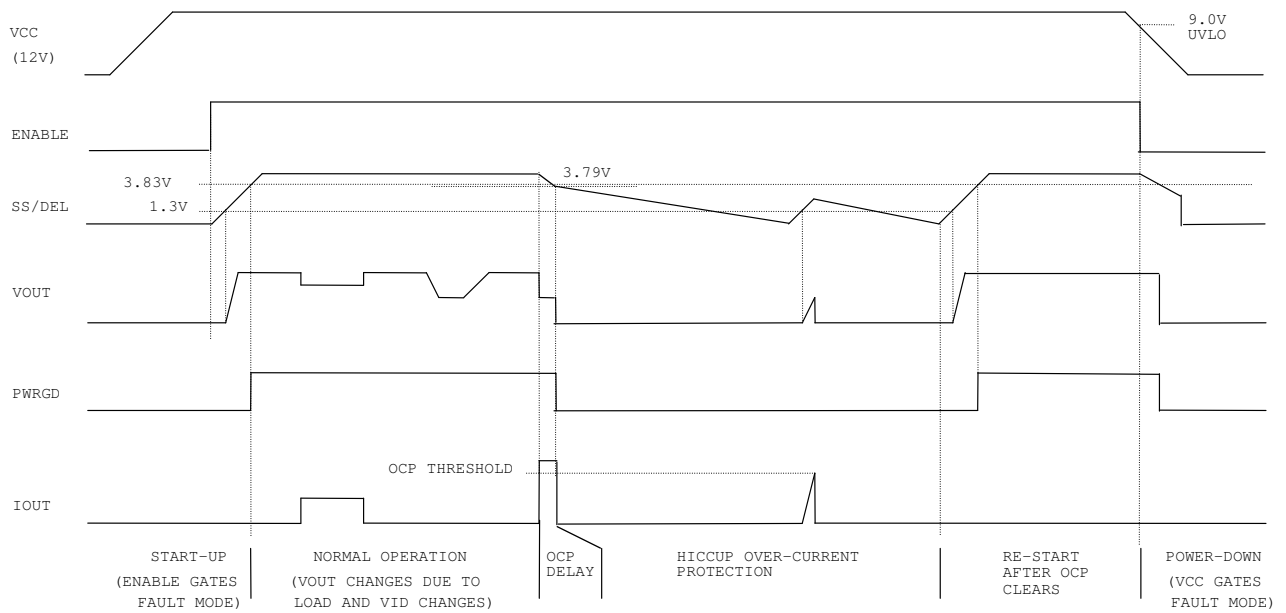 VCC
(12V)
9.0V
UVLO
ENABLE
3.83V
3.79V
SS/DEL
1.3V
VOUT
PWRGD
OCP THRESHOLD
IOUT
START-UP
(ENABLE GATES
FAULT MODE)
NORMAL OPERATION
(VOUT CHANGES DUE TO
LOAD AND VID CHANGES)
OCP
DELAY
HICCUP OVER-CURRENT
PROTECTION
RE-START
AFTER OCP
CLEARS
POWER-DOWN
(VCC GATES
FAULT MODE)